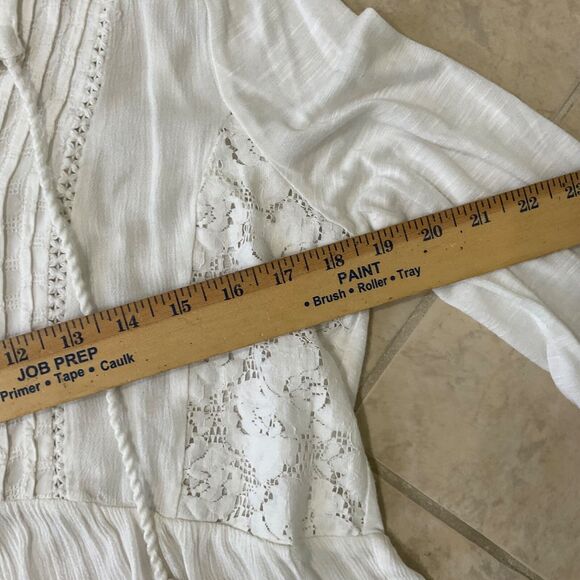 12 13 14 15 16 17 18 19 20 21 22 23
JOB PREP
Primer • Tape • Caulk
PAINT
• Brush • Roller • Tray